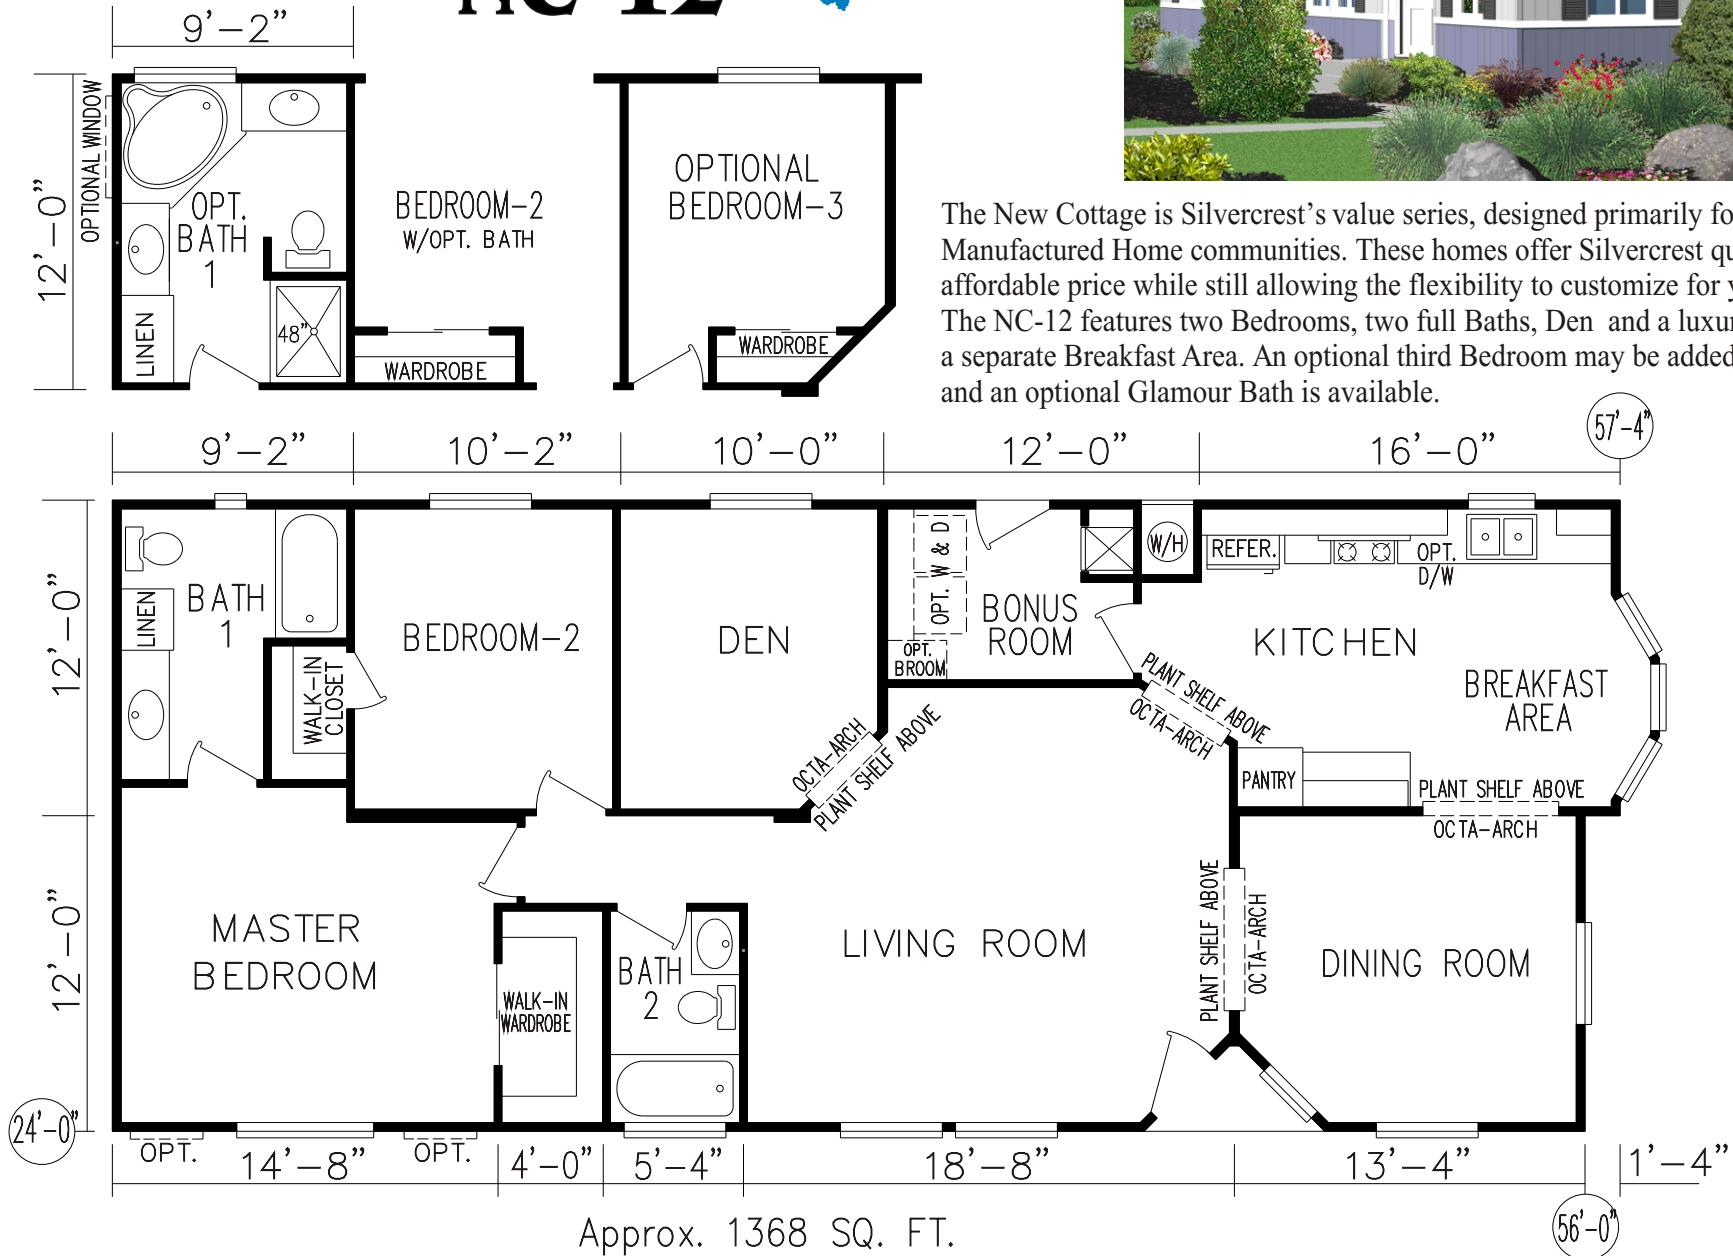 NC-12
9'-2"
12'-0"
OPTIONAL WINDOW
OPT.
BATH
1
LINEN
48"
BEDROOM-2
W/OPT. BATH
WARDROBE
OPTIONAL
BEDROOM-3
WARDROBE
The New Cottage is Silvercrest's value series, designed primarily fo
Manufactured Home communities. These homes offer Silvercrest qu
affordable price while still allowing the flexibility to customize for y
The NC-12 features two Bedrooms, two full Baths, Den and a luxur
a separate Breakfast Area. An optional third Bedroom may be added
and an optional Glamour Bath is available.
57'-4"
9'-2"
10'-2"
10'-0"
12'-0"
16'-0"
12'-0"
BATH
1
LINEN
WALK-IN
CLOSET
BEDROOM-2
DEN
OCTA-ARCH
PLANT SHELF ABOVE
OPT. W & D
OPT.
BROOM
BONUS
ROOM
W/H
REFER.
OPT.
D/W
KITCHEN
BREAKFAST
AREA
PLANT SHELF ABOVE
OCTA-ARCH
PANTRY
PLANT SHELF ABOVE
OCTA-ARCH
12'-0"
MASTER
BEDROOM
WALK-IN
WARDROBE
BATH
2
LIVING ROOM
PLANT SHELF ABOVE
OCTA-ARCH
DINING ROOM
24'-0"
OPT.
OPT.
14'-8"
4'-0"
5'-4"
18'-8"
13'-4"
1'-4"
56'-0"
Approx. 1368 SQ. FT.